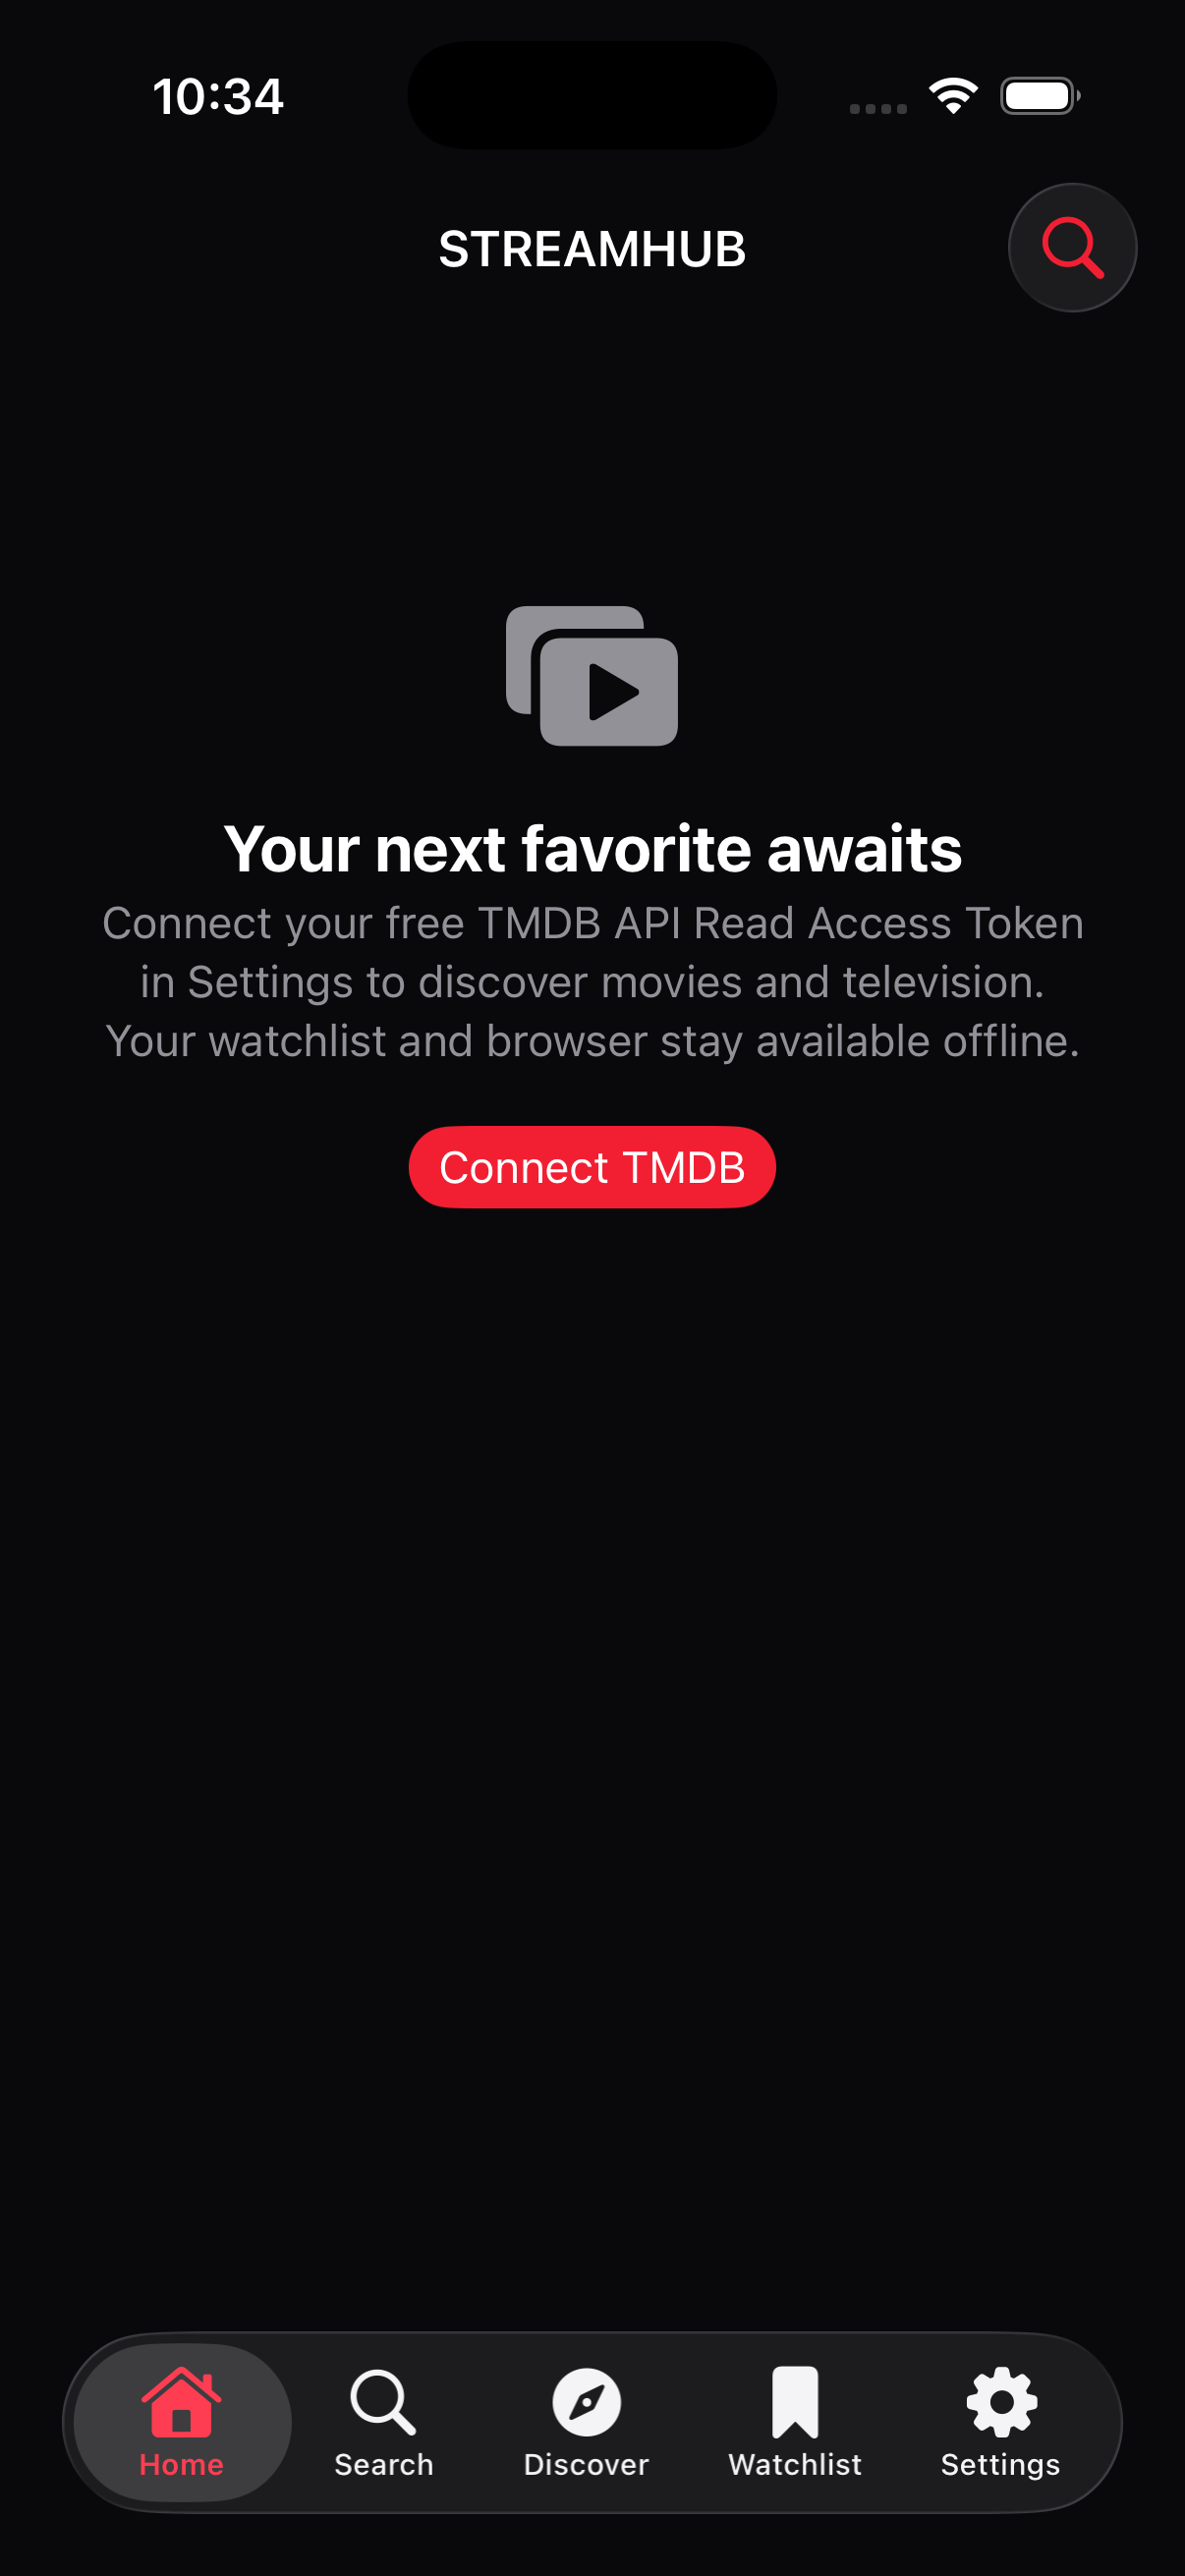 10:34
STREAMHUB
Your next favorite awaits
Connect your free TMDB API Read Access Token
in Settings to discover movies and television.
Your watchlist and browser stay available offline.
Connect TMDB
Home
Search
Discover
Watchlist
Settings